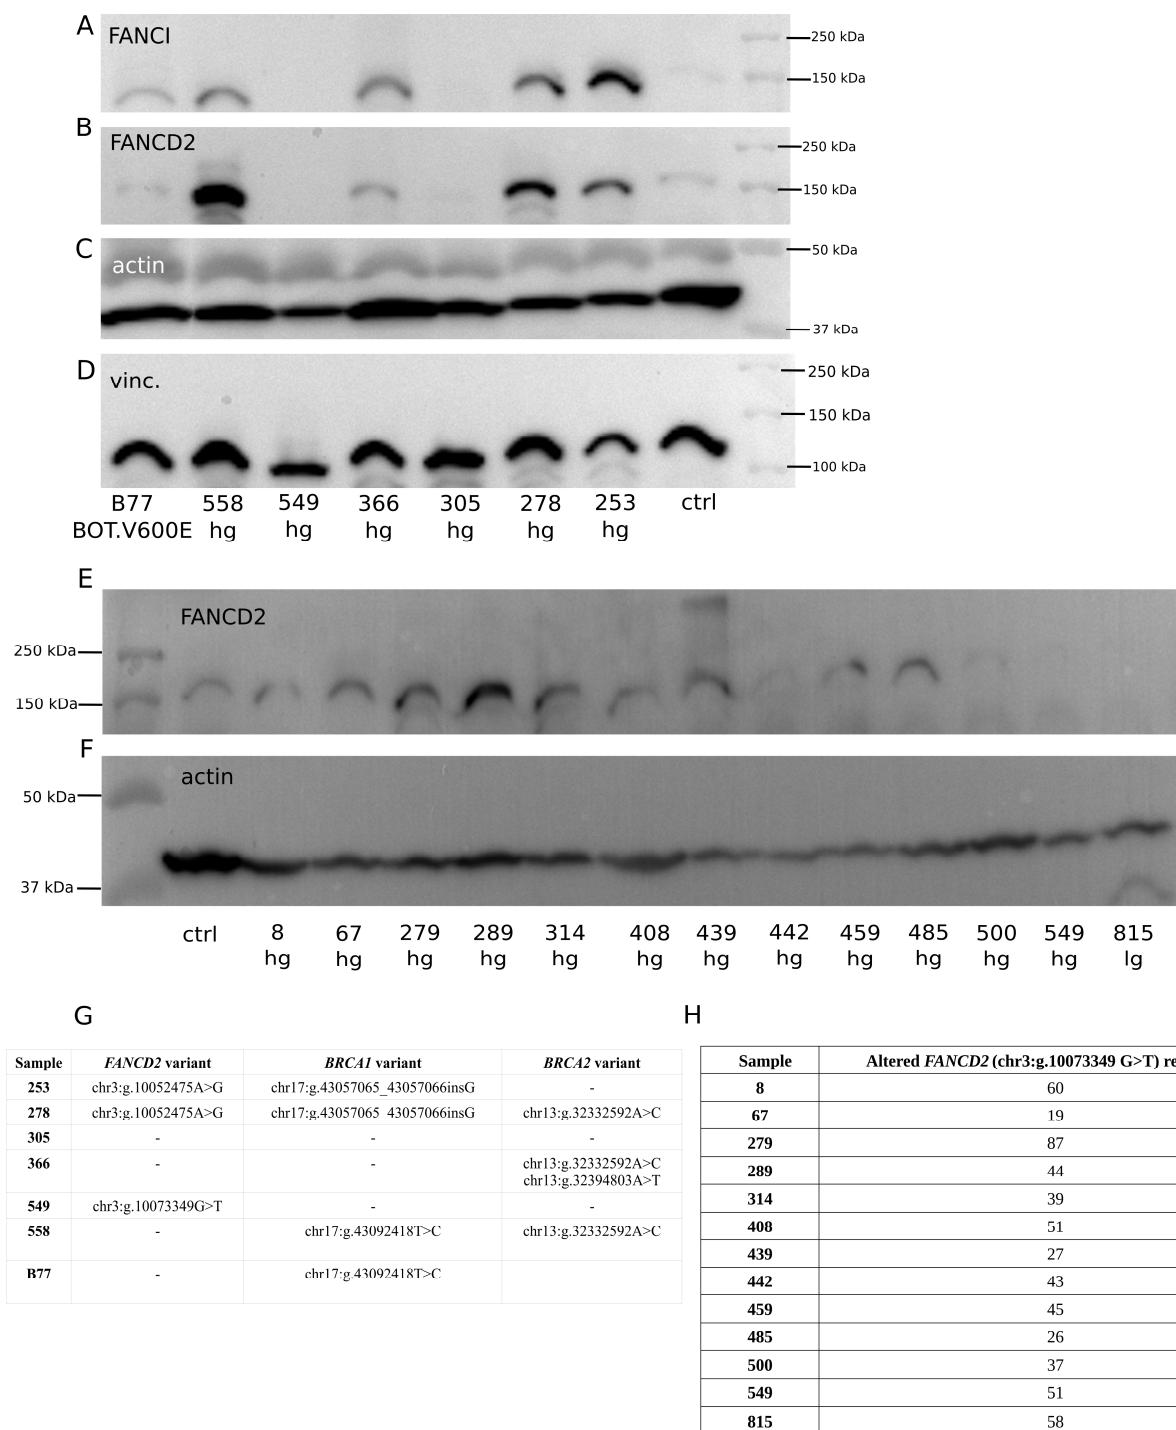 A
FANCI
250 kDa
150 kDa
B
FANCD2
250 kDa
150 kDa
C
actin
50 kDa
37 kDa
D
vinc.
250 kDa
150 kDa
100 kDa
B77 558 549 366 305 278 253 ctrl
BOT.V600E hg hg hg hg hg hg
E
FANCD2
250 kDa
150 kDa
F
actin
50 kDa
37 kDa
ctrl 8 67 279 289 314 408 439 442 459 485 500 549 815
hg hg hg hg hg hg hg hg hg hg hg hg lg
G
Sample FANCD2 variant BRCA1 variant BRCA2 variant
253 chr3:g.10052475A>G chr17:g.43057065_43057066insG -
278 chr3:g.10052475A>G chr17:g.43057065_43057066insG chr13:g.32332592A>C
305 - - -
366 - - chr13:g.32332592A>C
chr13:g.32394803A>T
549 chr3:g.10073349G>T - -
558 - chr17:g.43092418T>C chr13:g.32332592A>C
B77 - chr17:g.43092418T>C
H
Sample Altered FANCD2 (chr3:g.10073349 G>T) re
8 60
67 19
279 87
289 44
314 39
408 51
439 27
442 43
459 45
485 26
500 37
549 51
815 58